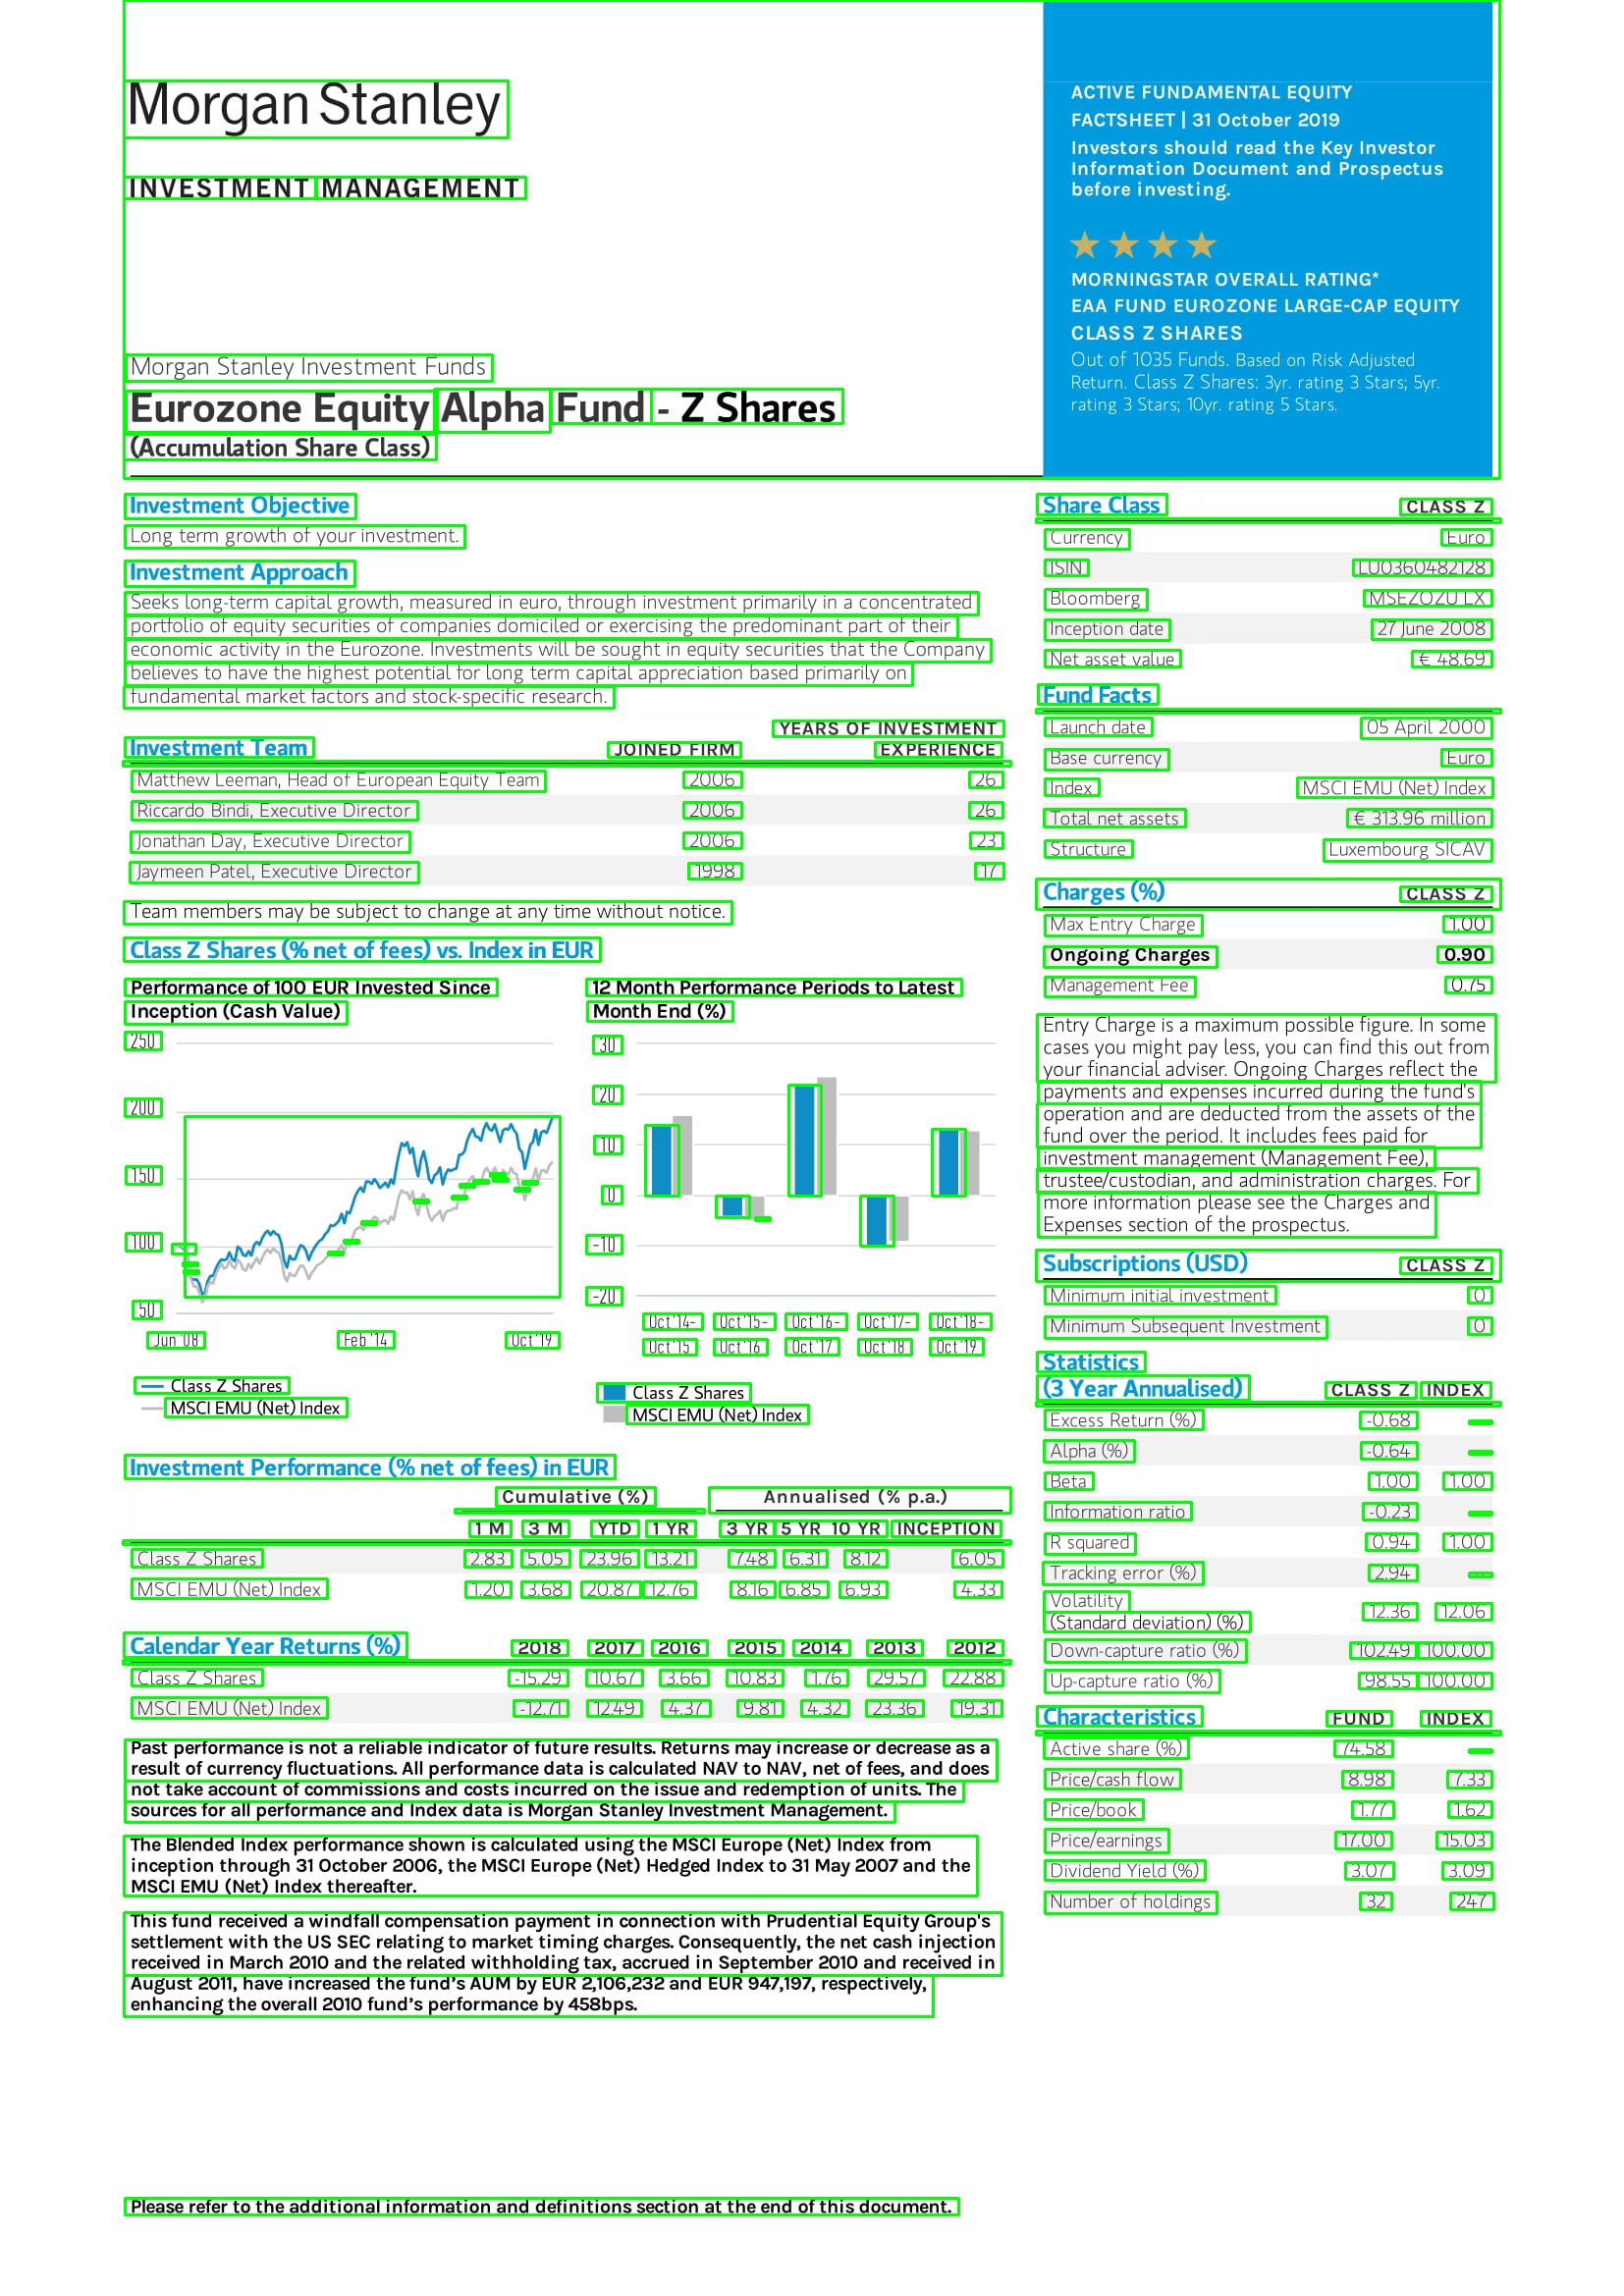 Morgan Stanley
INVESTMENT MANAGEMENT
ACTIVE FUNDAMENTAL EQUITY
FACTSHEET | 31 October 2019
Investors should read the Key Investor
Information Document and Prospectus
before investing.
MORNINGSTAR OVERALL RATING*
EAA FUND EUROZONE LARGE-CAP EQUITY
CLASS Z SHARES
Out of 1035 Funds. Based on Risk Adjusted
Return. Class Z Shares: 3yr. rating 3 Stars; 5yr.
rating 3 Stars; 10yr. rating 5 Stars.
Morgan Stanley Investment Funds
Eurozone Equity Alpha Fund - Z Shares
(Accumulation Share Class)
Investment Objective
Long term growth of your investment.
Investment Approach
Seeks long-term capital growth, measured in euro, through investment primarily in a concentrated
portfolio of equity securities of companies domiciled or exercising the predominant part of their
economic activity in the Eurozone. Investments will be sought in equity securities that the Company
believes to have the highest potential for long term capital appreciation based primarily on
fundamental market factors and stock-specific research.
Investment Team JOINED FIRM YEARS OF INVESTMENT
EXPERIENCE
Matthew Leeman, Head of European Equity Team 2006 26
Riccardo Bindi, Executive Director 2006 26
Jonathan Day, Executive Director 2006 23
Jaymeen Patel, Executive Director 1998 17
Team members may be subject to change at any time without notice.
Class Z Shares (% net of fees) vs. Index in EUR
Performance of 100 EUR Invested Since
Inception (Cash Value)
250
200
150
100
50
Jun '08 Feb '14 Oct '19
Class Z Shares
MSCI EMU (Net) Index
12 Month Performance Periods to Latest
Month End (%)
30
20
10
0
-10
-20
Oct '14- Oct '15- Oct '16- Oct '17- Oct '18-
Oct '15 Oct '16 Oct '17 Oct '18 Oct '19
Class Z Shares
MSCI EMU (Net) Index
Investment Performance (% net of fees) in EUR
Cumulative (%) Annualised (% p.a.)
1 M 3 M YTD 1 YR 3 YR 5 YR 10 YR INCEPTION
Class Z Shares 2.83 5.05 23.96 13.21 7.48 6.31 8.12 6.05
MSCI EMU (Net) Index 1.20 3.68 20.87 12.76 8.16 6.85 6.93 4.33
Calendar Year Returns (%) 2018 2017 2016 2015 2014 2013 2012
Class Z Shares -15.29 10.67 3.66 10.83 1.76 29.57 22.88
MSCI EMU (Net) Index -12.71 12.49 4.37 9.81 4.32 23.36 19.31
Past performance is not a reliable indicator of future results. Returns may increase or decrease as a
result of currency fluctuations. All performance data is calculated NAV to NAV, net of fees, and does
not take account of commissions and costs incurred on the issue and redemption of units. The
sources for all performance and Index data is Morgan Stanley Investment Management.
The Blended Index performance shown is calculated using the MSCI Europe (Net) Index from
inception through 31 October 2006, the MSCI Europe (Net) Hedged Index to 31 May 2007 and the
MSCI EMU (Net) Index thereafter.
This fund received a windfall compensation payment in connection with Prudential Equity Group's
settlement with the US SEC relating to market timing charges. Consequently, the net cash injection
received in March 2010 and the related withholding tax, accrued in September 2010 and received in
August 2011, have increased the fund's AUM by EUR 2,106,232 and EUR 947,197, respectively,
enhancing the overall 2010 fund's performance by 458bps.
Share Class CLASS Z
Currency Euro
ISIN LU0360482128
Bloomberg MSEZOZU LX
Inception date 27 June 2008
Net asset value € 48.69
Fund Facts
Launch date 05 April 2000
Base currency Euro
Index MSCI EMU (Net) Index
Total net assets € 313.96 million
Structure Luxembourg SICAV
Charges (%) CLASS Z
Max Entry Charge 1.00
Ongoing Charges 0.90
Management Fee 0.75
Entry Charge is a maximum possible figure. In some
cases you might pay less, you can find this out from
your financial adviser. Ongoing Charges reflect the
payments and expenses incurred during the fund's
operation and are deducted from the assets of the
fund over the period. It includes fees paid for
investment management (Management Fee),
trustee/custodian, and administration charges. For
more information please see the Charges and
Expenses section of the prospectus.
Subscriptions (USD) CLASS Z
Minimum initial investment 0
Minimum Subsequent Investment 0
Statistics
(3 Year Annualised) CLASS Z INDEX
Excess Return (%) -0.68
Alpha (%) -0.64
Beta 1.00 1.00
Information ratio -0.23
R squared 0.94 1.00
Tracking error (%) 2.94
Volatility
(Standard deviation) (%) 12.36 12.06
Down-capture ratio (%) 102.49 100.00
Up-capture ratio (%) 98.55 100.00
Characteristics FUND INDEX
Active share (%) 74.58
Price/cash flow 8.98 7.33
Price/book 1.77 1.62
Price/earnings 17.00 15.03
Dividend Yield (%) 3.07 3.09
Number of holdings 32 247
Please refer to the additional information and definitions section at the end of this document.